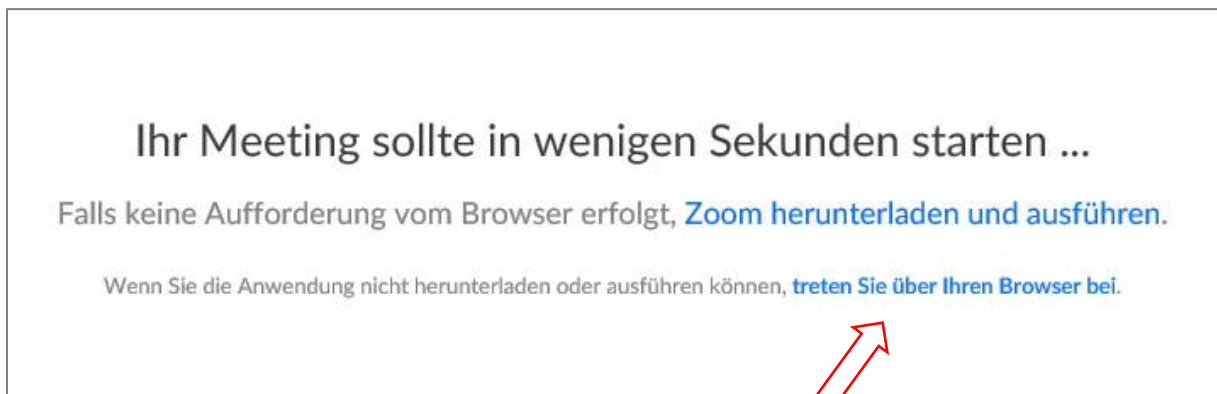 Ihr Meeting sollte in wenigen Sekunden starten ...
Falls keine Aufforderung vom Browser erfolgt, Zoom herunterladen und ausführen.
Wenn Sie die Anwendung nicht herunterladen oder ausführen können, treten Sie über Ihren Browser bei.